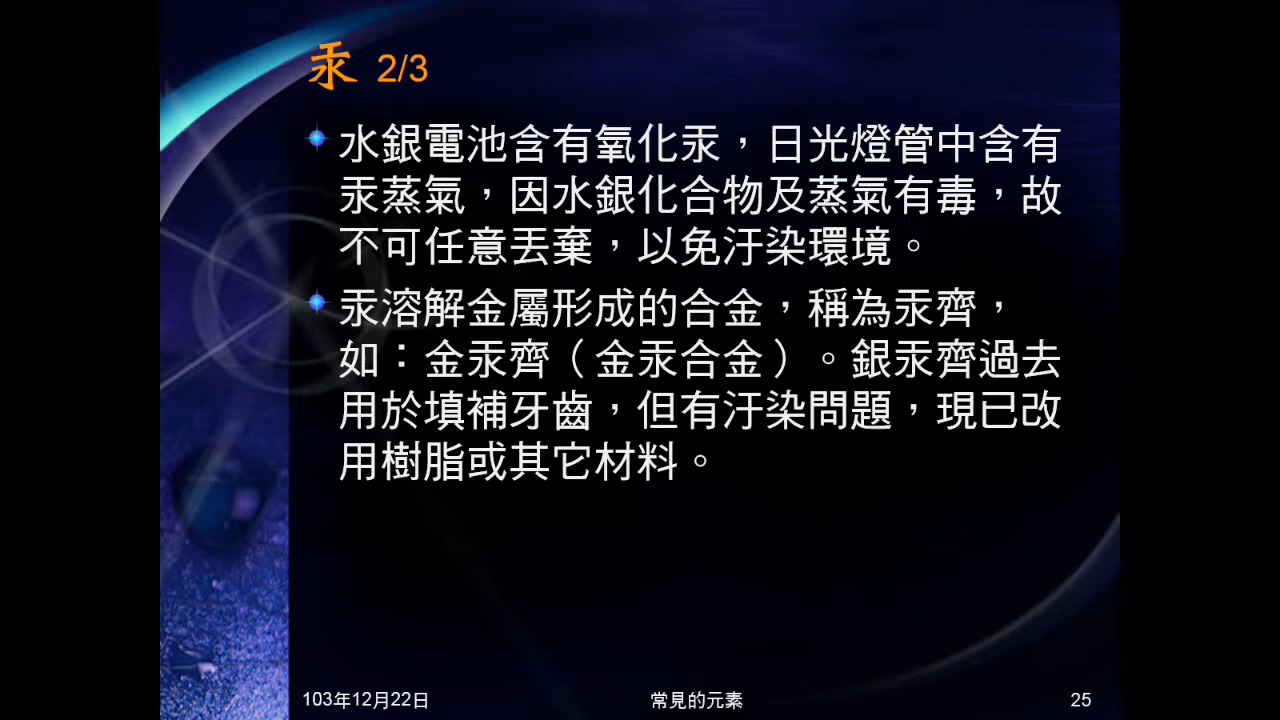 汞 2/3
水銀電池含有氧化汞，日光燈管中含有
汞蒸氣，因水銀化合物及蒸氣有毒，故
不可任意丟棄，以免汙染環境。
汞溶解金屬形成的合金，稱為汞齊，
如：金汞齊（金汞合金）。銀汞齊過去
用於填補牙齒，但有汙染問題，現已改
用樹脂或其它材料。
103年12月22日
常見的元素
25